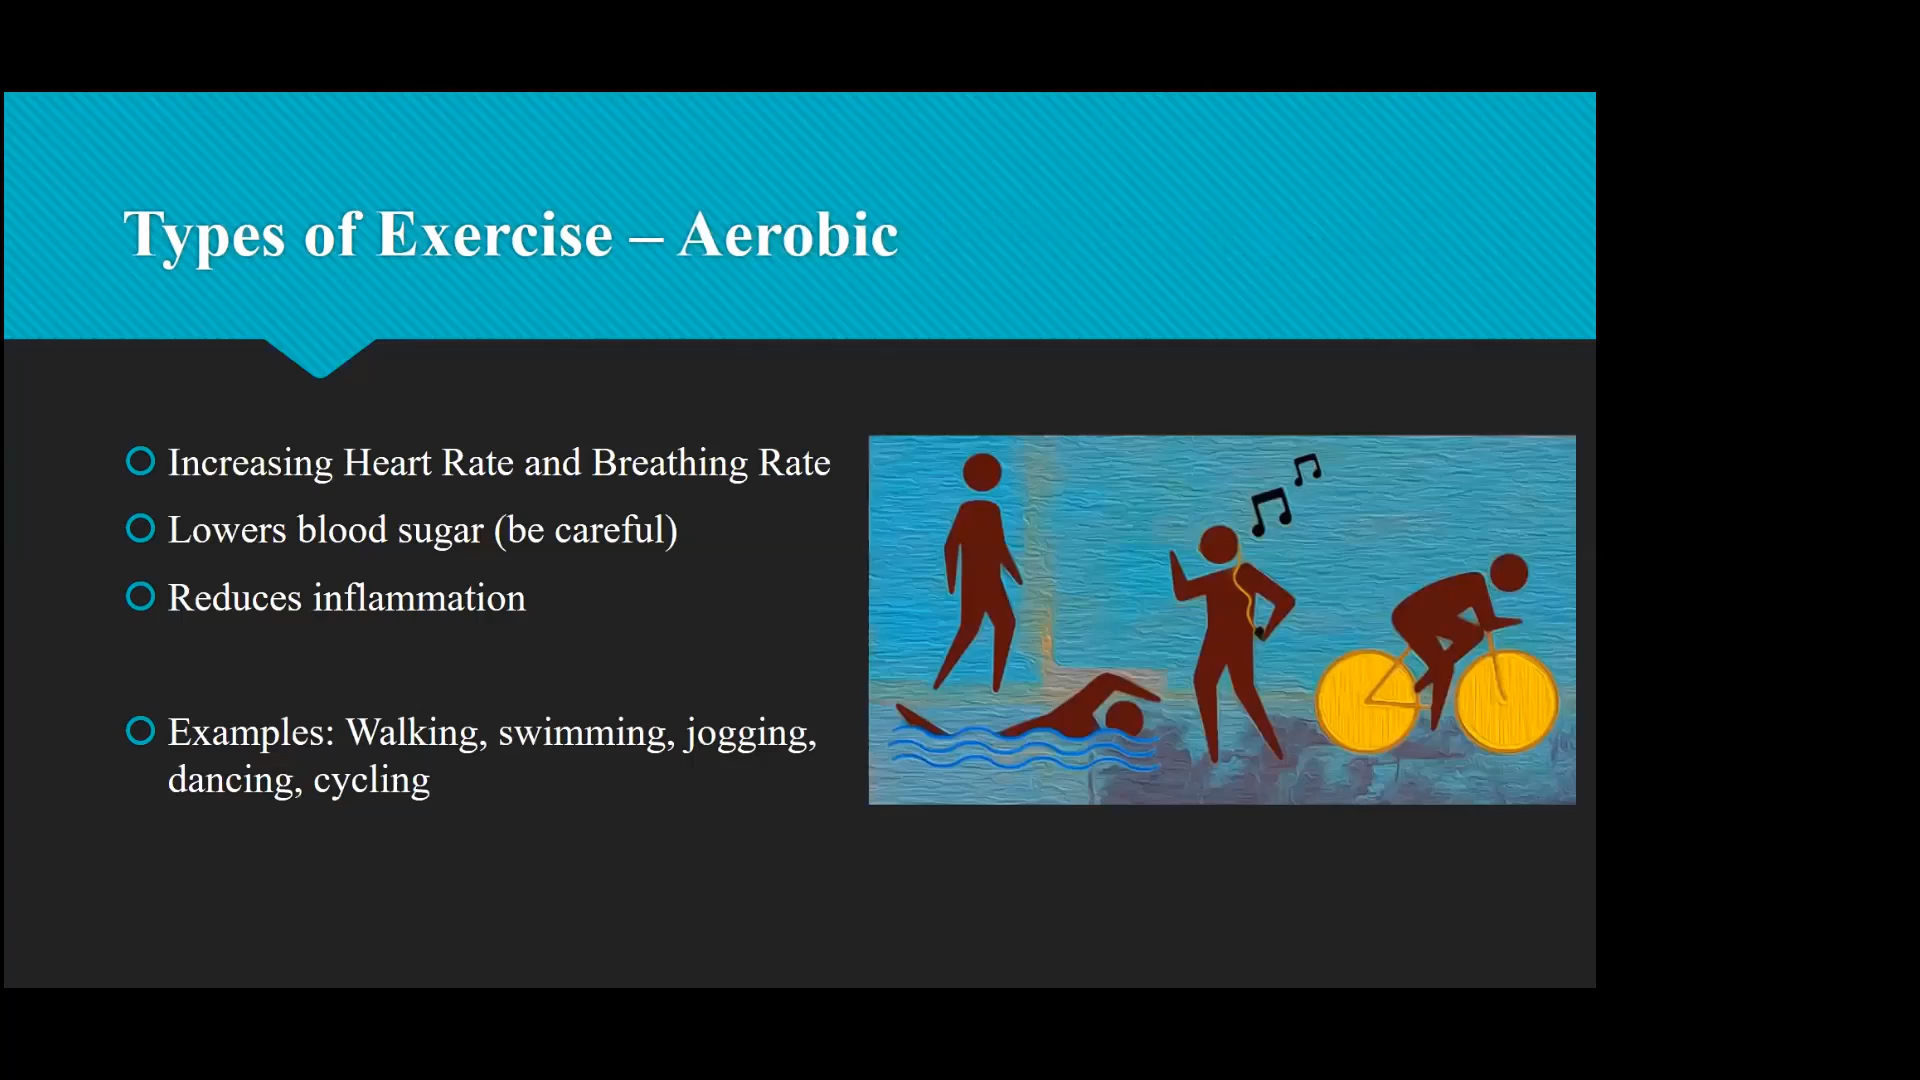 Types of Exercise – Aerobic
Increasing Heart Rate and Breathing Rate
Lowers blood sugar (be careful)
Reduces inflammation
Examples: Walking, swimming, jogging,
dancing, cycling